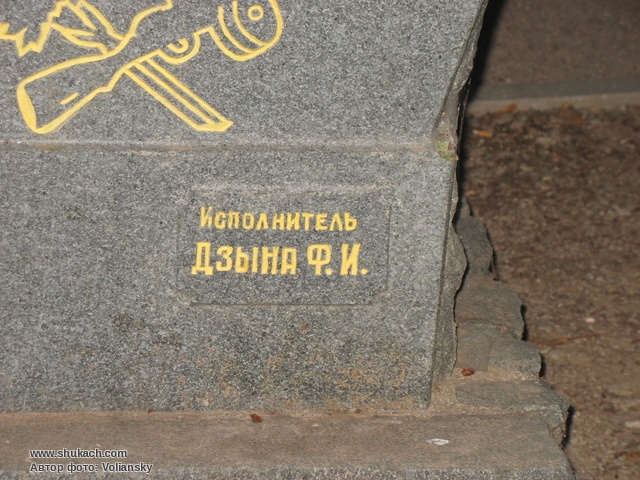 Исполнитель
Дзына Ф. И.
www.shukach.com
Автор фото: Voliansky